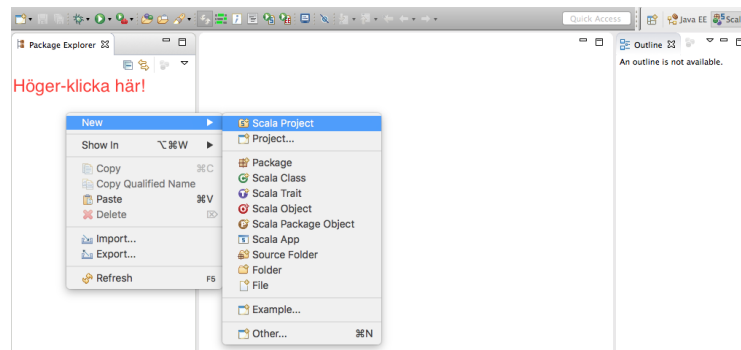 Quick Access
Java EE
Scal
Package Explorer
Outline
An outline is not available.
Höger-klicka här!
New
Show In ⌥⌘W
Copy ⌘C
Copy Qualified Name
Paste ⌘V
Delete
Import...
Export...
Refresh F5
Scala Project
Project...
Package
Scala Class
Scala Trait
Scala Object
Scala Package Object
Scala App
Source Folder
Folder
File
Example...
Other... ⌘N